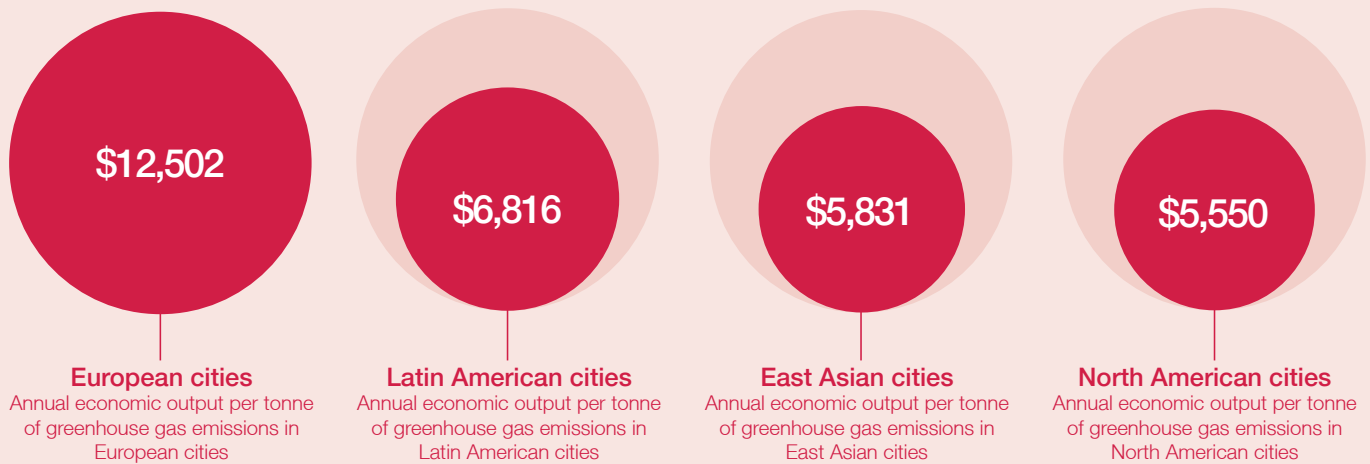 $12,502
European cities
Annual economic output per tonne
of greenhouse gas emissions in
European cities
$6,816
Latin American cities
Annual economic output per tonne
of greenhouse gas emissions in
Latin American cities
$5,831
East Asian cities
Annual economic output per tonne
of greenhouse gas emissions in
East Asian cities
$5,550
North American cities
Annual economic output per tonne
of greenhouse gas emissions in
North American cities